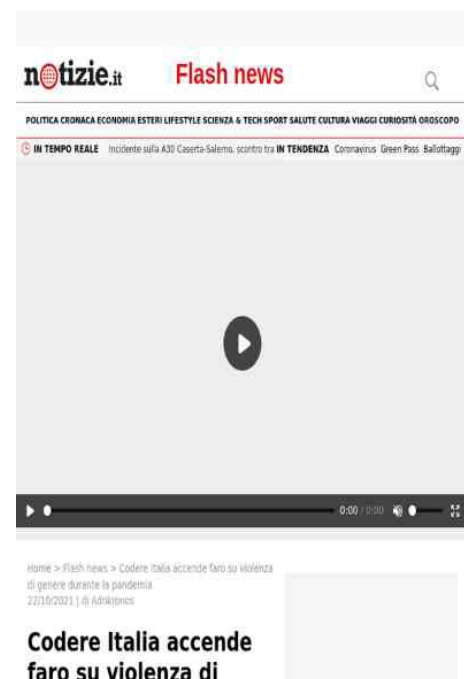 notizie.it
Flash news
POLITICA CRONACA ECONOMIA ESTERI LIFESTYLE SCIENZA & TECH SPORT SALUTE CULTURA VIAGGI CURIOSITÀ OROSCOPO
IN TEMPO REALE Incidente sulla A30 Caserta-Salerno, scontro tra IN TENDENZA Coronavirus Green Pass Ballottaggi
0:00 / 0:00
Home > Flash news > Codere Italia accende faro su violenza
di genere durante la pandemia
22/10/2021 | di Adnkronos
Codere Italia accende
faro su violenza di